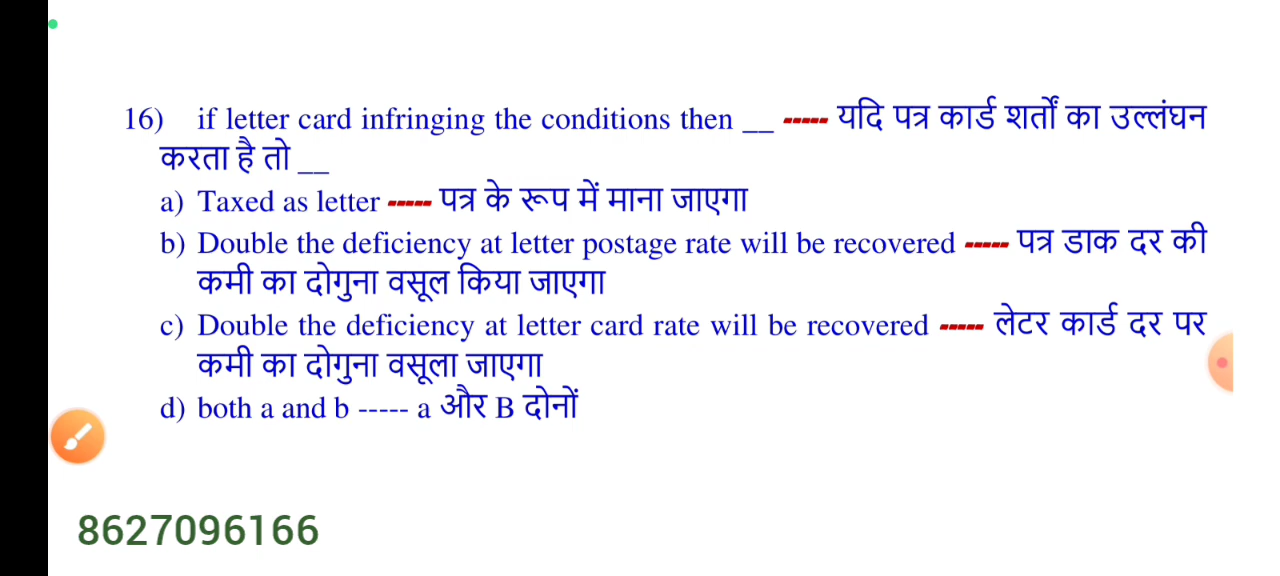 16) if letter card infringing the conditions then __ ----- यदि पत्र कार्ड शर्तों का उल्लंघन
करता है तो __
a) Taxed as letter ----- पत्र के रूप में माना जाएगा
b) Double the deficiency at letter postage rate will be recovered ----- पत्र डाक दर की
कमी का दोगुना वसूल किया जाएगा
c) Double the deficiency at letter card rate will be recovered ----- लेटर कार्ड दर पर
कमी का दोगुना वसूला जाएगा
d) both a and b ----- a और B दोनों
8627096166